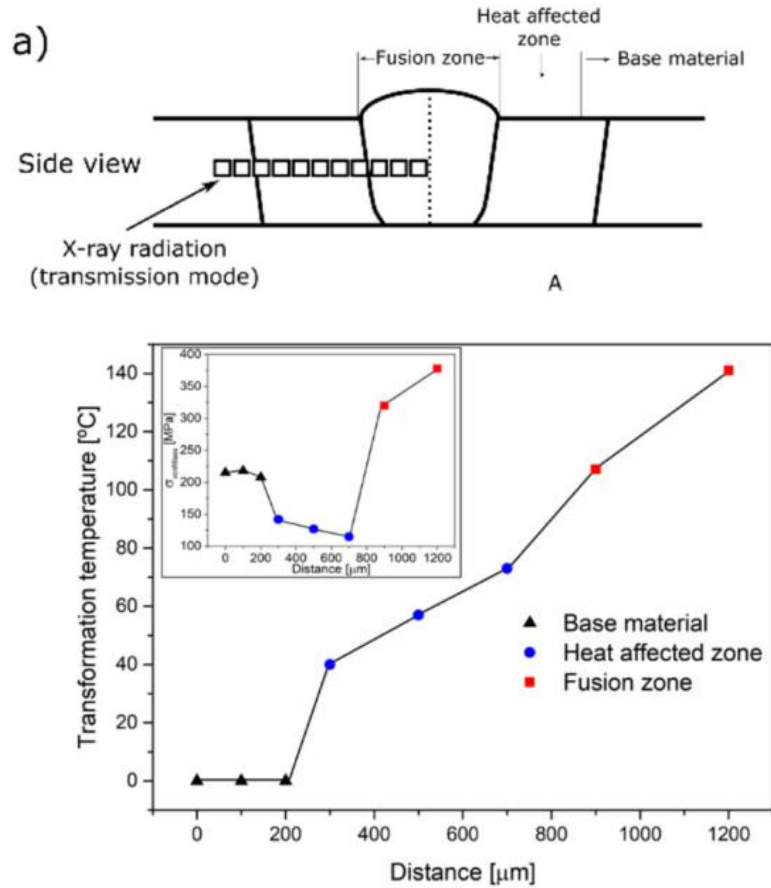 a)
Heat affected
zone
Fusion zone
Base material
Side view
X-ray radiation
(transmission mode)
A
Transformation temperature [ºC]
140
120
100
80
60
40
20
0
0 200 400 600 800 1000 1200
Distance [μm]
[MPa]
400
350
300
250
200
150
100
0 200 400 600 800 1000 1200
Distance [μm]
Base material
Heat affected zone
Fusion zone